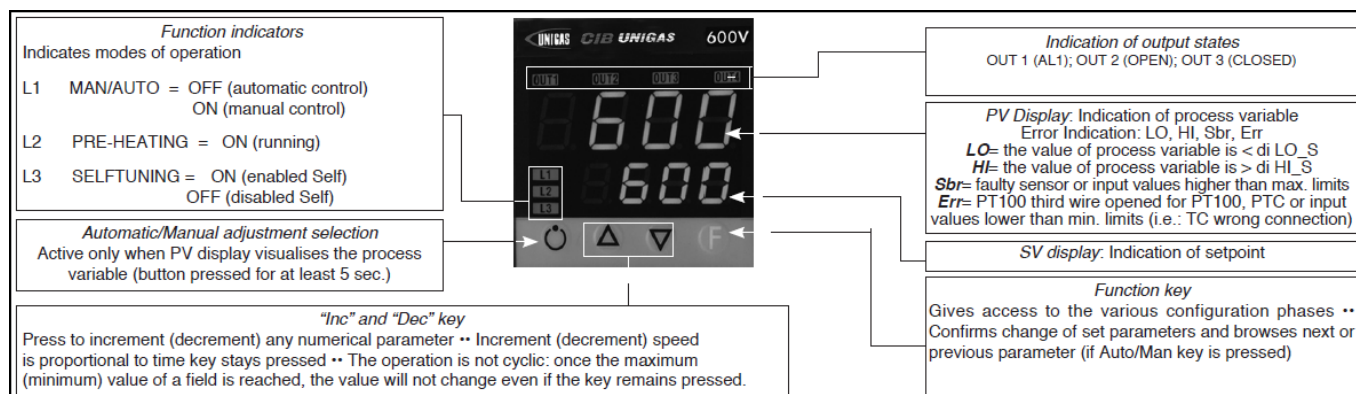 Function indicators
Indicates modes of operation
L1 MAN/AUTO = OFF (automatic control)
ON (manual control)
L2 PRE-HEATING = ON (running)
L3 SELFTUNING = ON (enabled Self)
OFF (disabled Self)
Automatic/Manual adjustment selection
Active only when PV display visualises the process
variable (button pressed for at least 5 sec.)
"Inc" and "Dec" key
Press to increment (decrement) any numerical parameter •• Increment (decrement) speed
is proportional to time key stays pressed •• The operation is not cyclic: once the maximum
(minimum) value of a field is reached, the value will not change even if the key remains pressed.
UNIGAS CIB UNIGAS 600V
OUT1 OUT2 OUT3
600
600
L1
L2
L3
F
Indication of output states
OUT 1 (AL1); OUT 2 (OPEN); OUT 3 (CLOSED)
PV Display: Indication of process variable
Error Indication: LO, HI, Sbr, Err
LO= the value of process variable is < di LO_S
HI= the value of process variable is > di HI_S
Sbr= faulty sensor or input values higher than max. limits
Err= PT100 third wire opened for PT100, PTC or input
values lower than min. limits (i.e.: TC wrong connection)
SV display: Indication of setpoint
Function key
Gives access to the various configuration phases ••
Confirms change of set parameters and browses next or
previous parameter (if Auto/Man key is pressed)